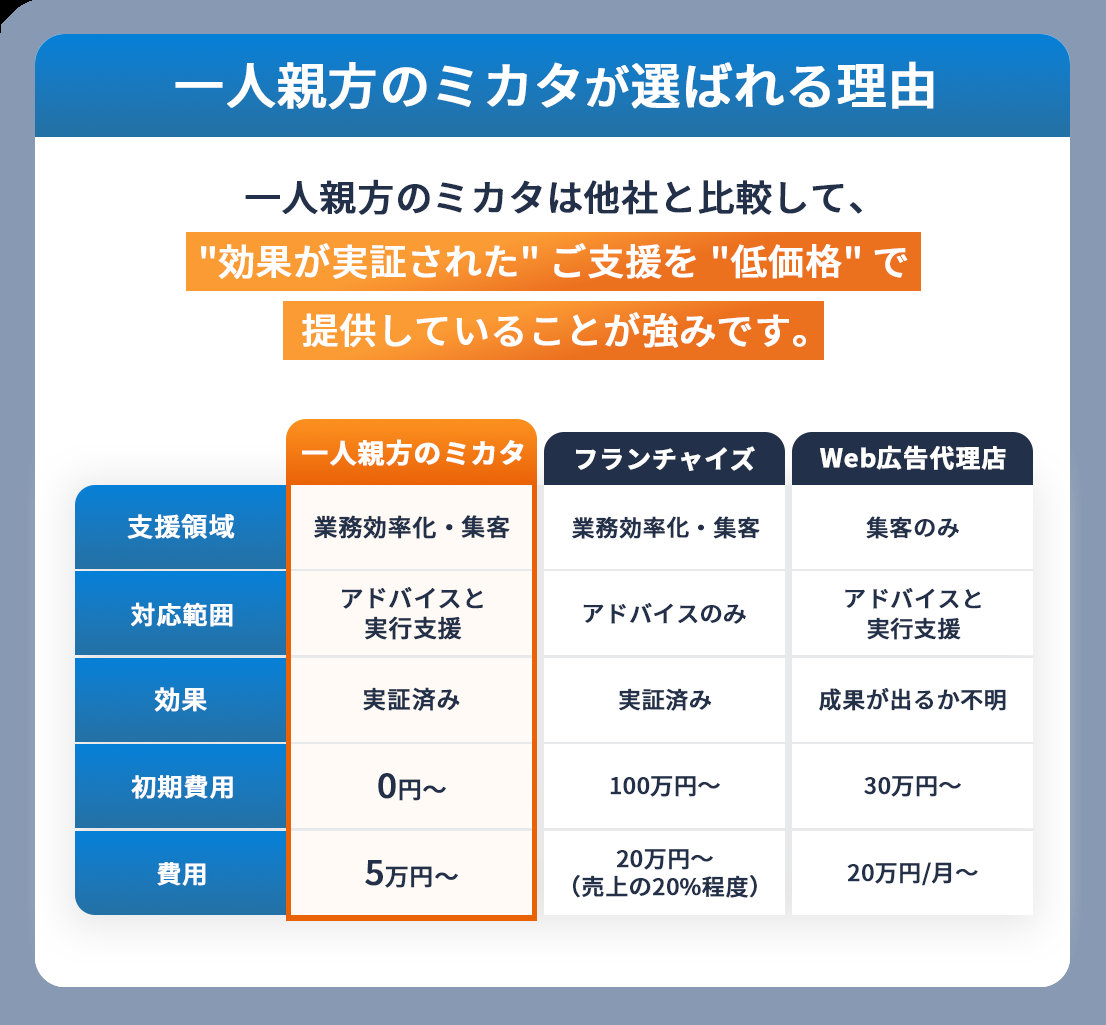 一人親方のミカタが選ばれる理由
一人親方のミカタは他社と比較して、
"効果が実証された" ご支援を "低価格" で
提供していることが強みです。
一人親方のミカタ フランチャイズ Web広告代理店
支援領域 業務効率化・集客 業務効率化・集客 集客のみ
対応範囲 アドバイスと
実行支援 アドバイスのみ アドバイスと
実行支援
効果 実証済み 実証済み 成果が出るか不明
初期費用 0円〜 100万円〜 30万円〜
費用 5万円〜 20万円〜
（売上の20%程度） 20万円/月〜